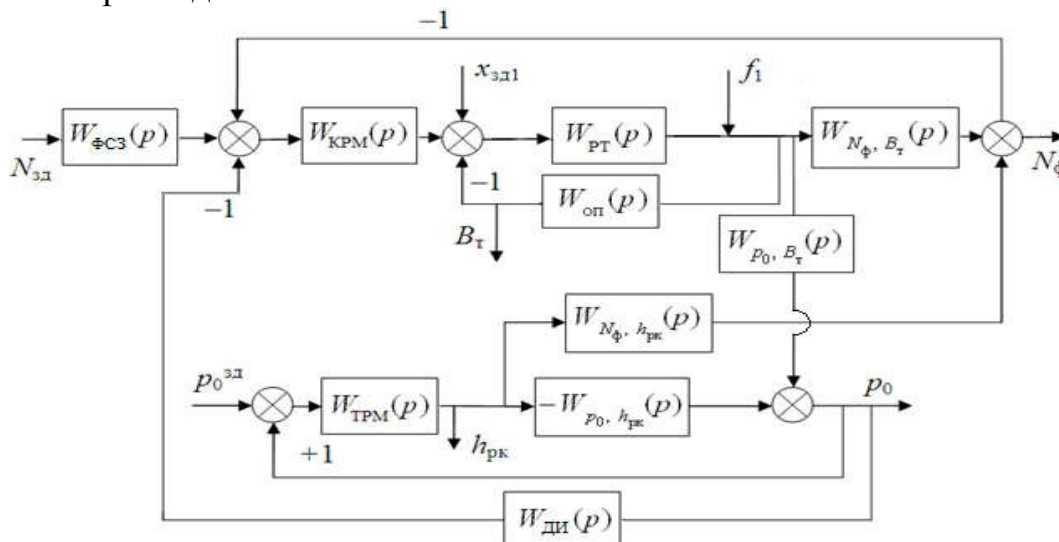 −1
x_зд1
f_1
W_ФСЗ(p)
W_КРМ(p)
W_РТ(p)
W_{N_ф, B_т}(p)
N_зд
−1
−1
N_ф
W_оп(p)
B_т
W_{p_0, B_т}(p)
W_{N_ф, h_рк}(p)
p_0^зд
W_ТРМ(p)
−W_{p_0, h_рк}(p)
p_0
+1
h_рк
W_ДИ(p)